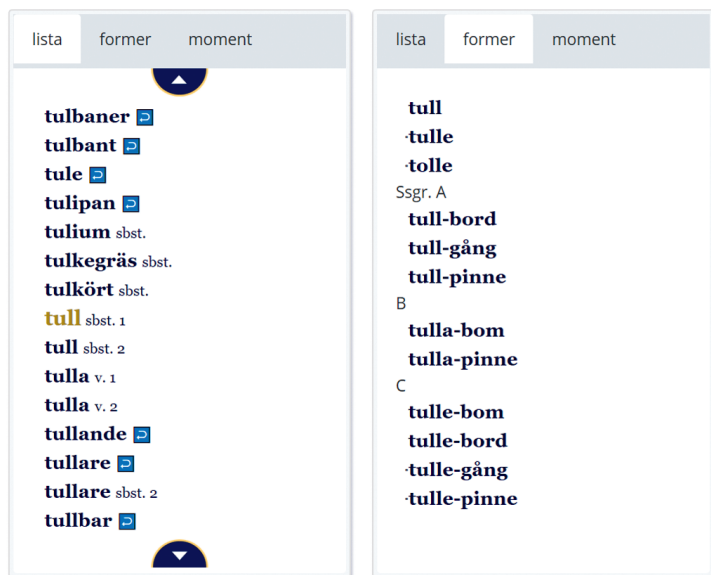 lista former moment
tulbaner
tulbant
tule
tulipan
tulium sbst.
tulkegräs sbst.
tulkört sbst.
tull sbst. 1
tull sbst. 2
tulla v. 1
tulla v. 2
tullande
tullare
tullare sbst. 2
tullbar
lista former moment
tull
·tulle
·tolle
Ssgr. A
tull-bord
tull-gång
tull-pinne
B
tulla-bom
tulla-pinne
C
tulle-bom
tulle-bord
·tulle-gång
·tulle-pinne